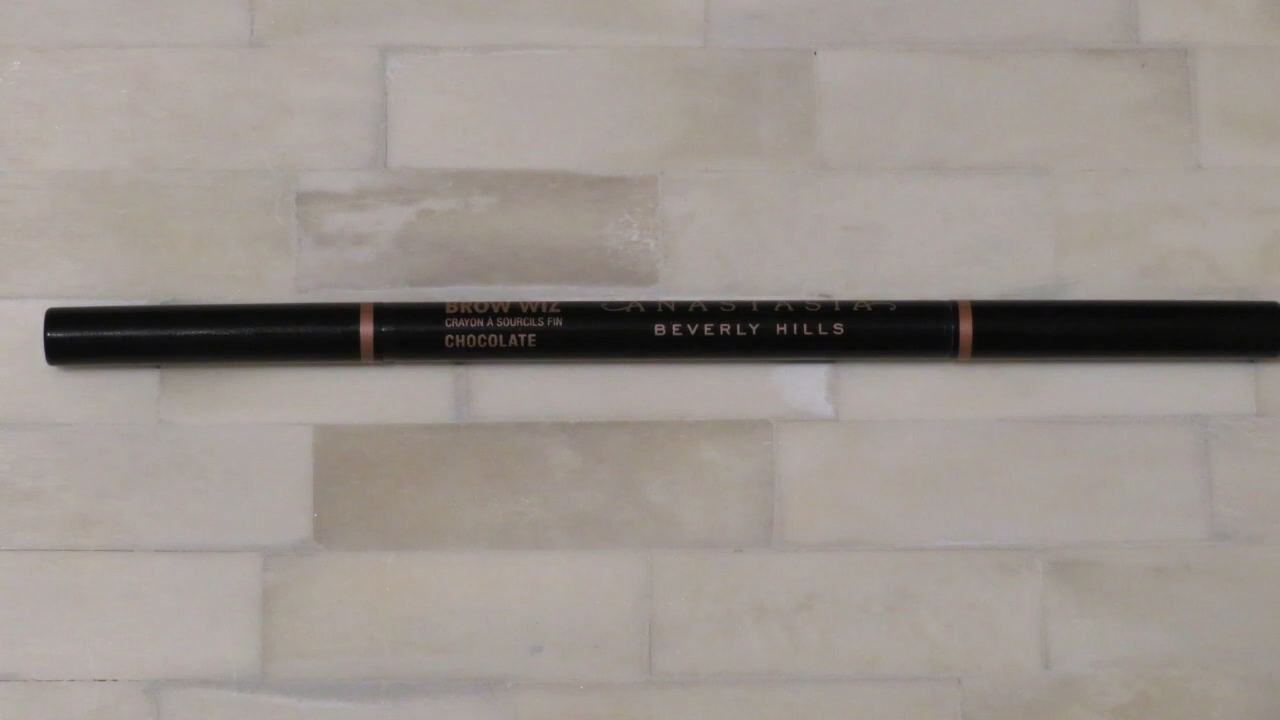 BROW WIZ
CRAYON À SOURCILS FIN
CHOCOLATE
ANASTASIA
BEVERLY HILLS